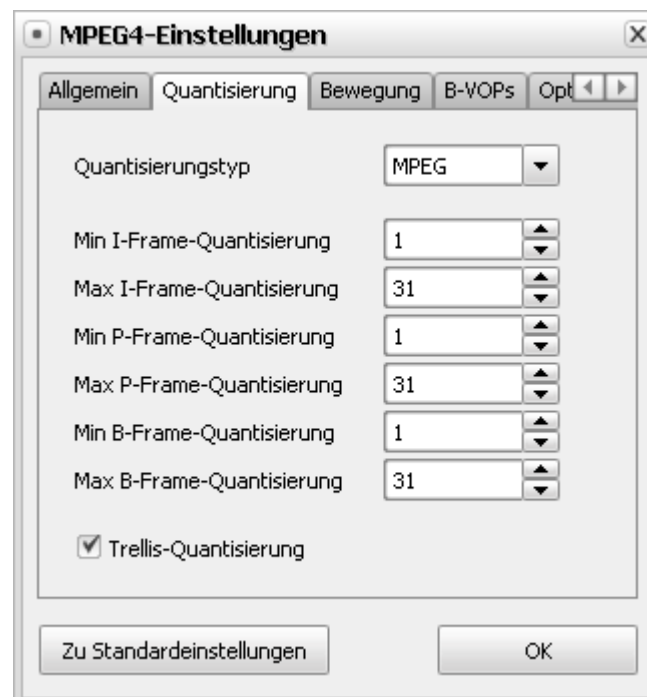 MPEG4-Einstellungen
Allgemein Quantisierung Bewegung B-VOPs Opt
Quantisierungstyp MPEG
Min I-Frame-Quantisierung 1
Max I-Frame-Quantisierung 31
Min P-Frame-Quantisierung 1
Max P-Frame-Quantisierung 31
Min B-Frame-Quantisierung 1
Max B-Frame-Quantisierung 31
Trellis-Quantisierung
Zu Standardeinstellungen OK